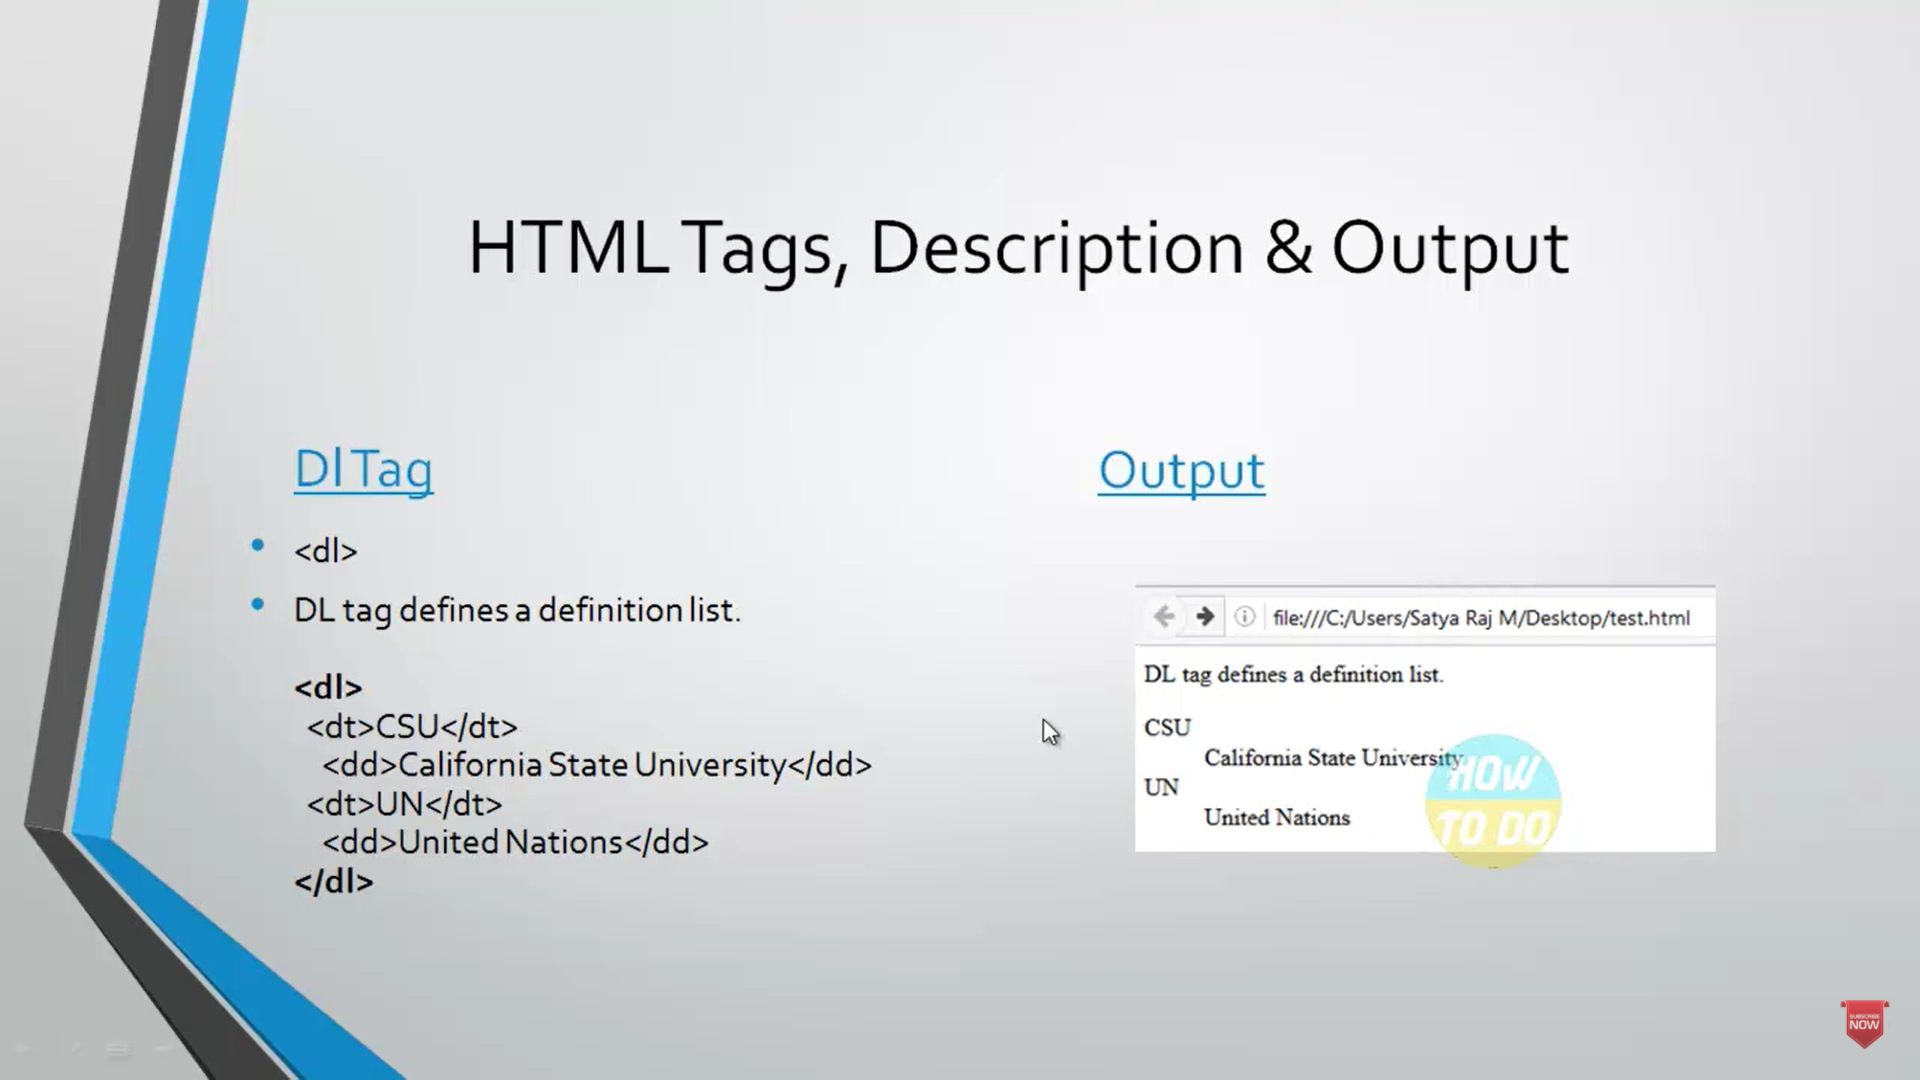 HTML Tags, Description & Output
Dl Tag
<dl>
DL tag defines a definition list.
<dl>
<dt>CSU</dt>
<dd>California State University</dd>
<dt>UN</dt>
<dd>United Nations</dd>
</dl>
Output
file:///C:/Users/Satya Raj M/Desktop/test.html
DL tag defines a definition list.
CSU
California State University
UN
United Nations
HOW
TO DO
SUBSCRIBE
NOW